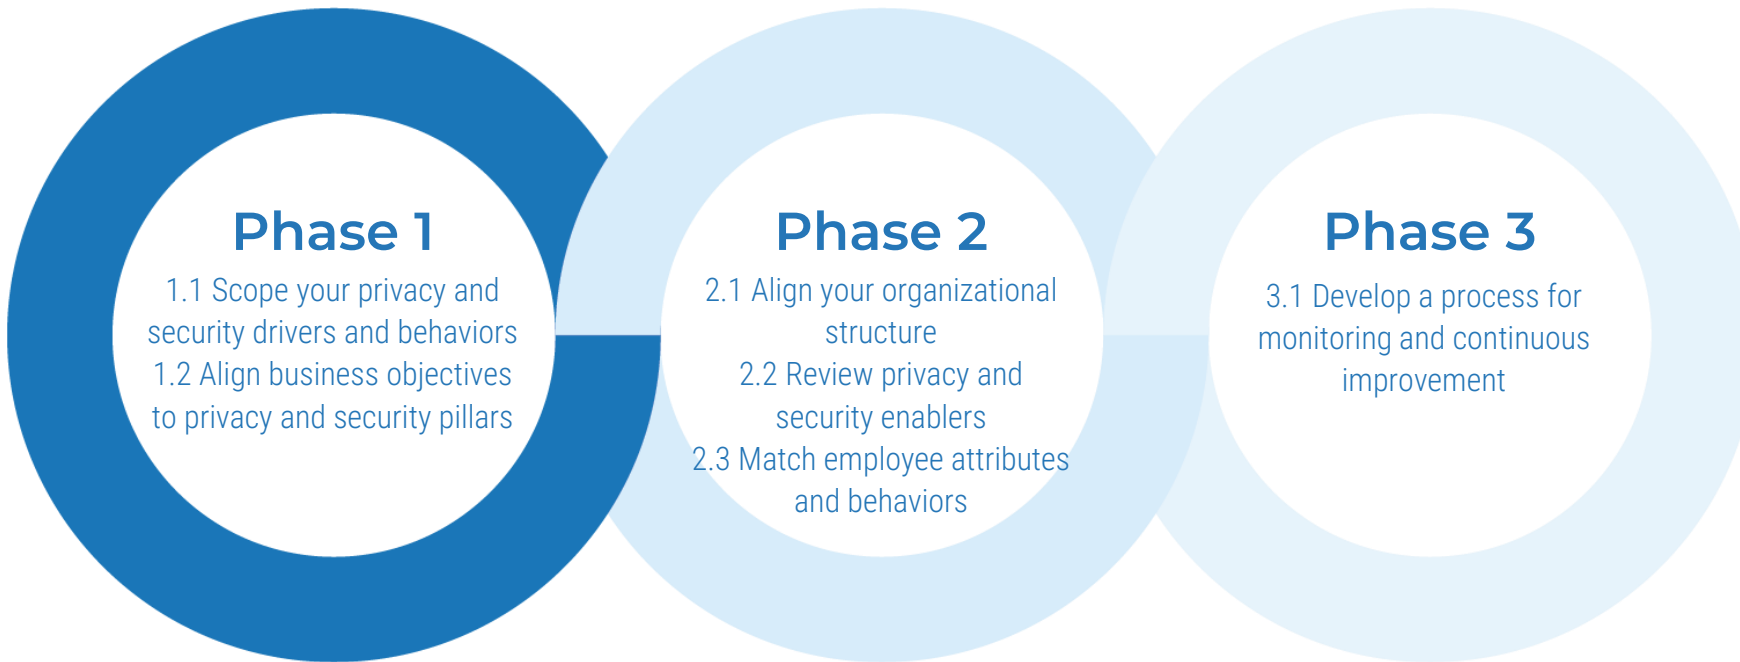 Phase 1
1.1 Scope your privacy and
security drivers and behaviors
1.2 Align business objectives
to privacy and security pillars
Phase 2
2.1 Align your organizational
structure
2.2 Review privacy and
security enablers
2.3 Match employee attributes
and behaviors
Phase 3
3.1 Develop a process for
monitoring and continuous
improvement